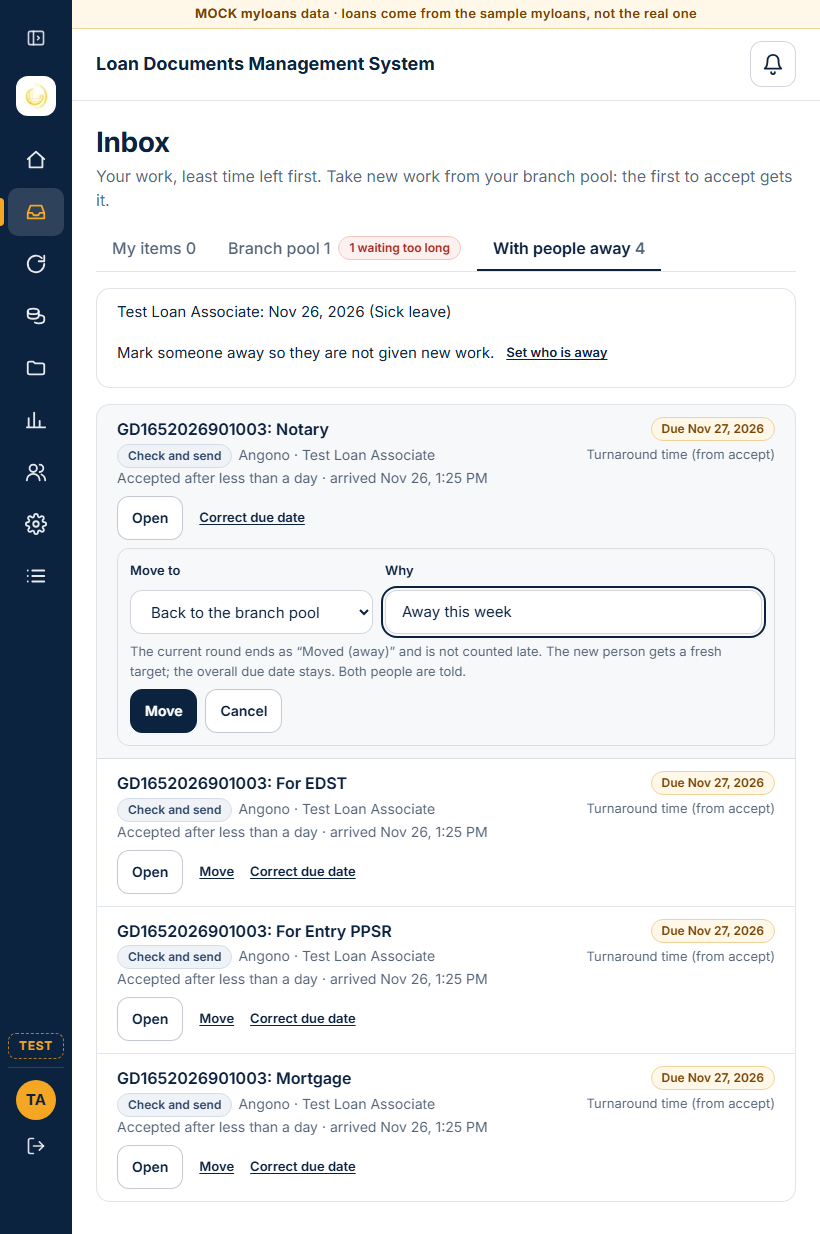 MOCK myloans data · loans come from the sample myloans, not the real one
Loan Documents Management System
Inbox
Your work, least time left first. Take new work from your branch pool: the first to accept gets
it.
My items 0
Branch pool 1
1 waiting too long
With people away 4
Test Loan Associate: Nov 26, 2026 (Sick leave)
Mark someone away so they are not given new work. Set who is away
GD1652026901003: Notary
Due Nov 27, 2026
Check and send Angono · Test Loan Associate
Turnaround time (from accept)
Accepted after less than a day · arrived Nov 26, 1:25 PM
Open
Correct due date
Move to
Why
Back to the branch pool
Away this week
The current round ends as “Moved (away)” and is not counted late. The new person gets a fresh
target; the overall due date stays. Both people are told.
Move
Cancel
GD1652026901003: For EDST
Due Nov 27, 2026
Check and send Angono · Test Loan Associate
Turnaround time (from accept)
Accepted after less than a day · arrived Nov 26, 1:25 PM
Open
Move
Correct due date
GD1652026901003: For Entry PPSR
Due Nov 27, 2026
Check and send Angono · Test Loan Associate
Turnaround time (from accept)
Accepted after less than a day · arrived Nov 26, 1:25 PM
Open
Move
Correct due date
GD1652026901003: Mortgage
Due Nov 27, 2026
Check and send Angono · Test Loan Associate
Turnaround time (from accept)
Accepted after less than a day · arrived Nov 26, 1:25 PM
Open
Move
Correct due date
TEST
TA